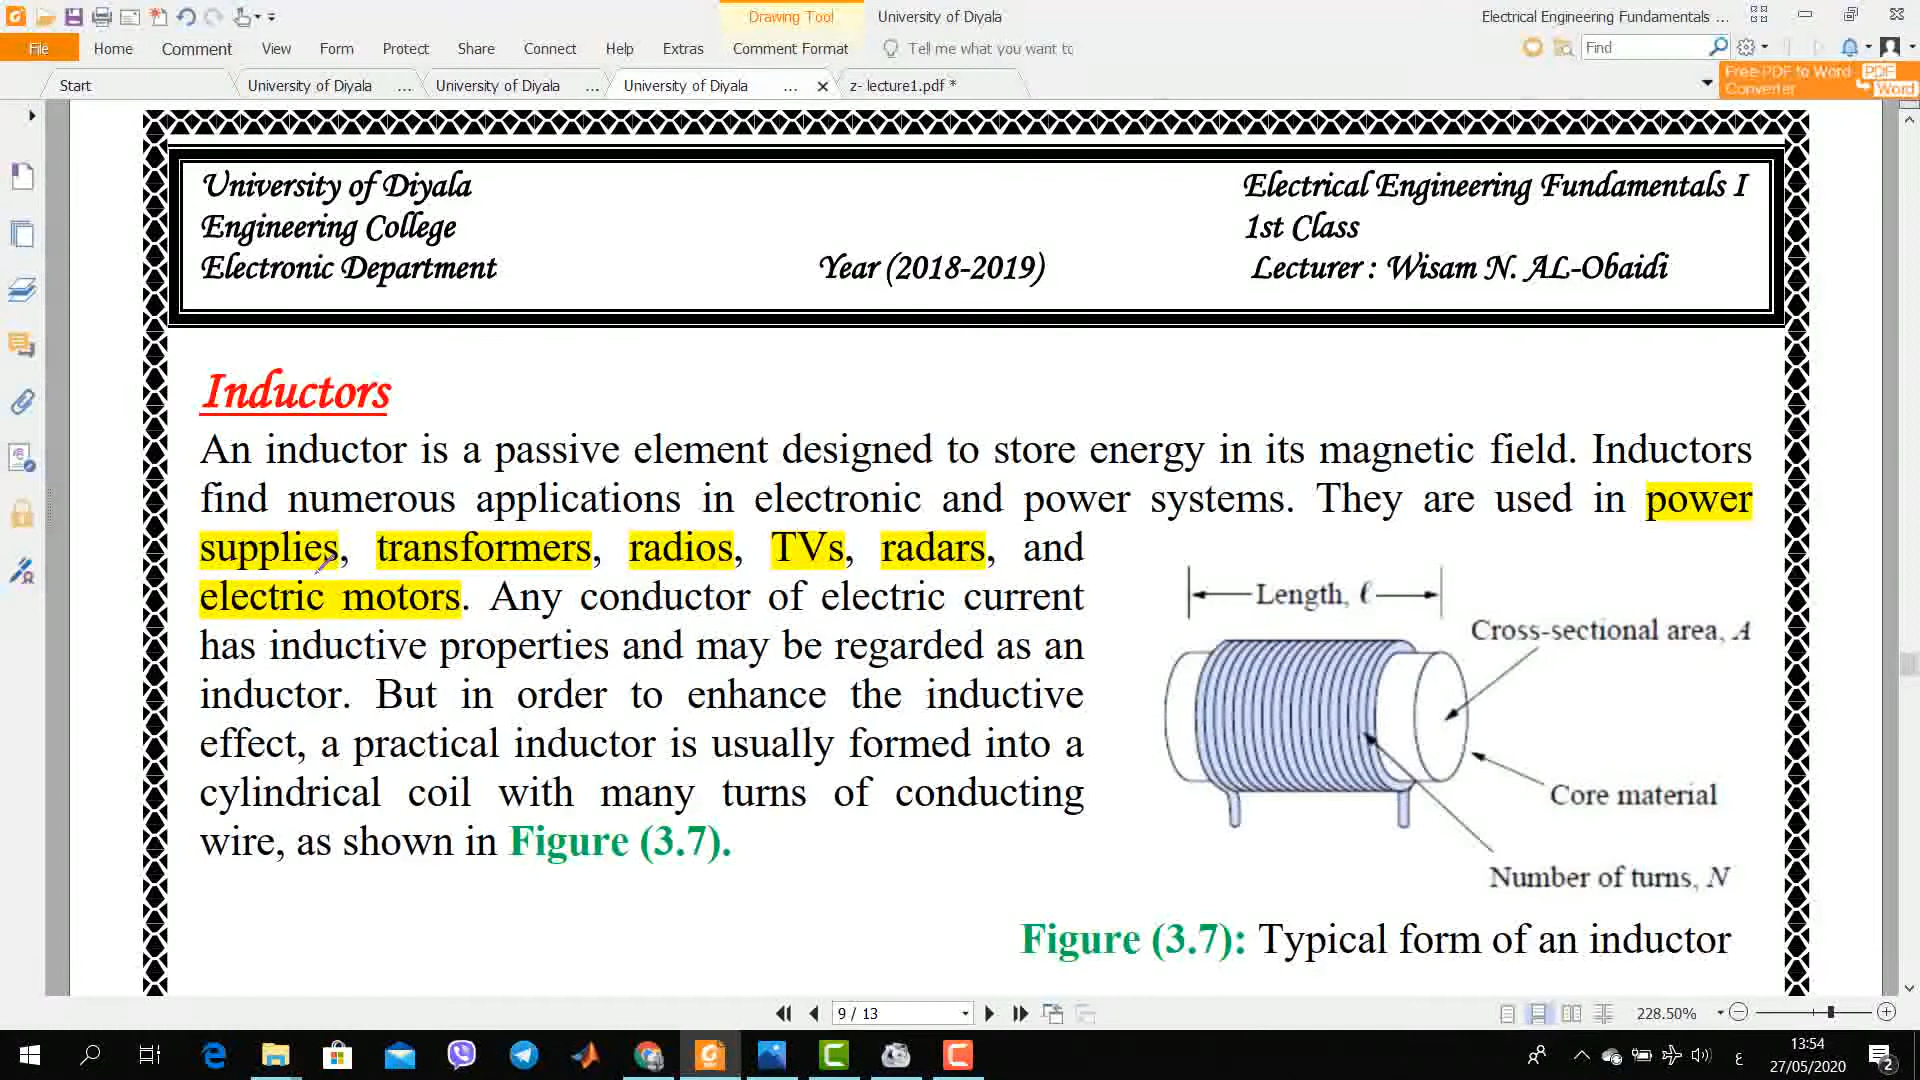 Drawing Tool
University of Diyala
Electrical Engineering Fundamentals ...
File
Home
Comment
View
Form
Protect
Share
Connect
Help
Extras
Comment Format
Tell me what you want to
Find
Start
University of Diyala ...
University of Diyala ...
University of Diyala ...
z- lecture1.pdf *
Free PDF to Word
Converter
PDF
Word
University of Diyala
Engineering College
Electronic Department
Year (2018-2019)
Electrical Engineering Fundamentals I
1st Class
Lecturer : Wisam N. AL-Obaidi
Inductors
An inductor is a passive element designed to store energy in its magnetic field. Inductors
find numerous applications in electronic and power systems. They are used in power
supplies, transformers, radios, TVs, radars, and
electric motors. Any conductor of electric current
has inductive properties and may be regarded as an
inductor. But in order to enhance the inductive
effect, a practical inductor is usually formed into a
cylindrical coil with many turns of conducting
wire, as shown in Figure (3.7).
Length, ℓ
Cross-sectional area, A
Core material
Number of turns, N
Figure (3.7): Typical form of an inductor
9 / 13
228.50%
ع
13:54
27/05/2020
2